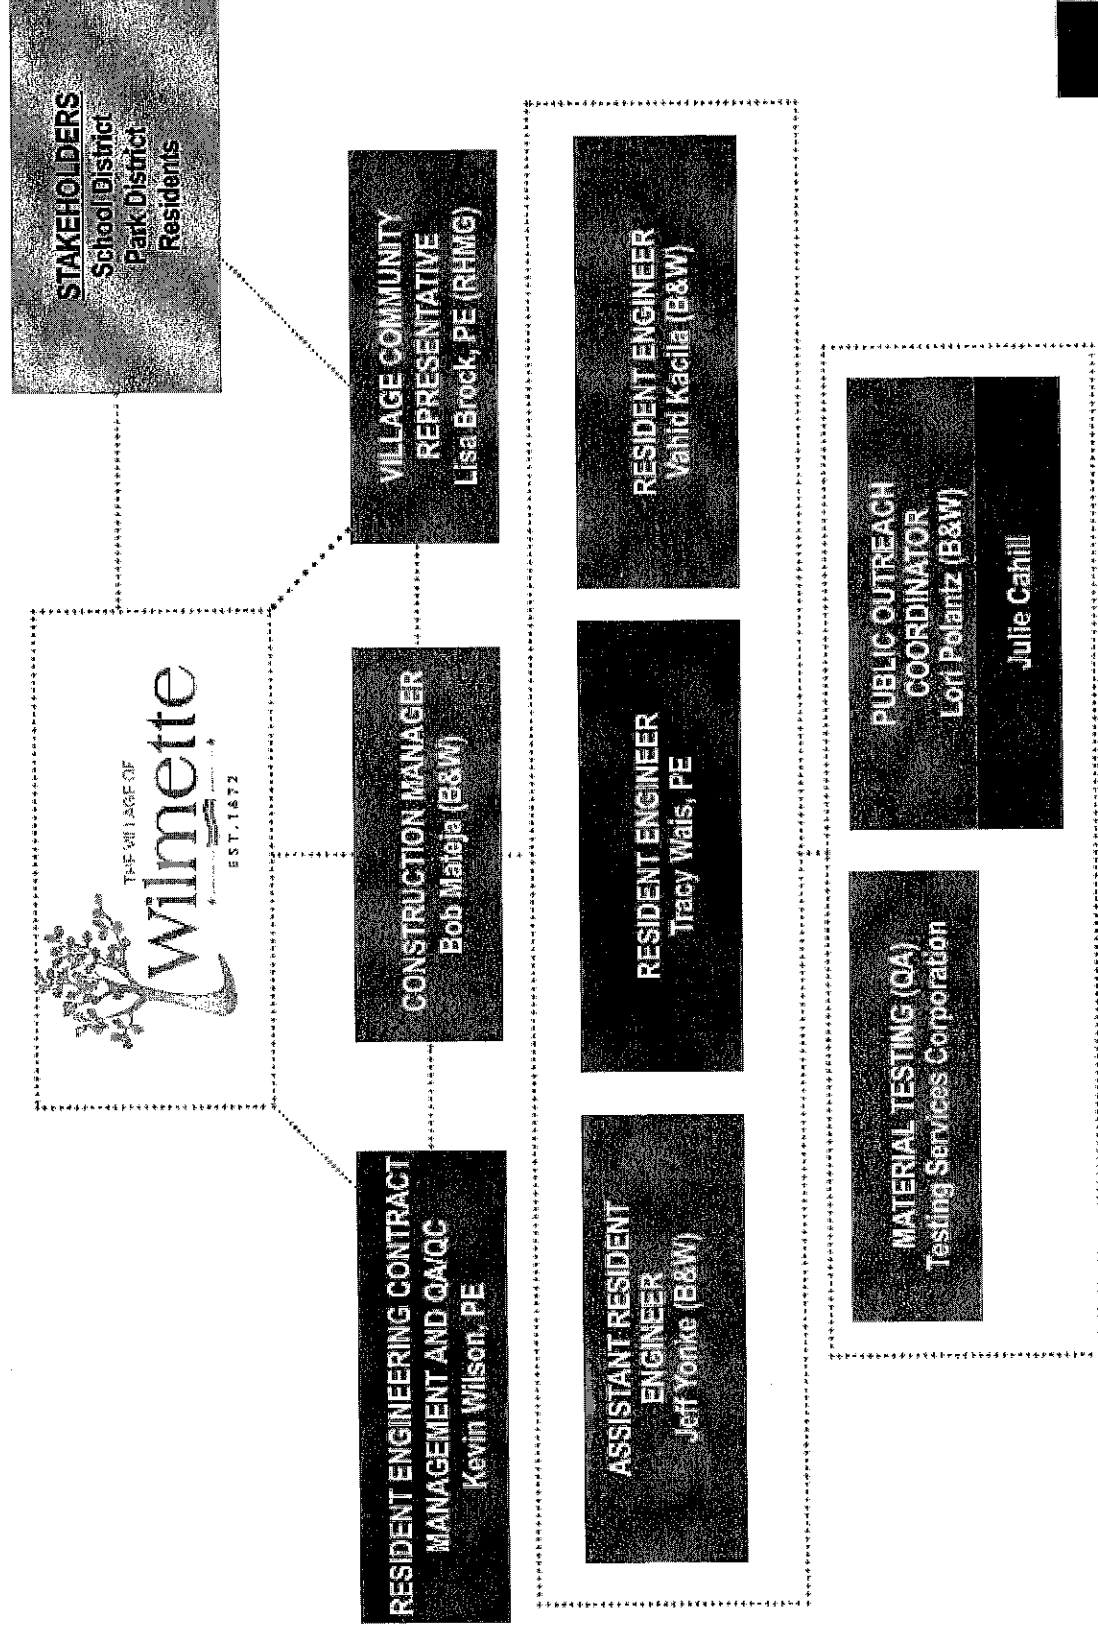 STAKEHOLDERS
School District
Park District
Residents
THE VILLAGE OF
Wilmette
EST. 1872
RESIDENT ENGINEERING CONTRACT
MANAGEMENT AND QA/QC
Kevin Wilson, PE
CONSTRUCTION MANAGER
Bob Mateja (B&W)
VILLAGE COMMUNITY
REPRESENTATIVE
Lisa Brock, PE (RHMG)
ASSISTANT RESIDENT
ENGINEER
Jeff Yonke (B&W)
RESIDENT ENGINEER
Tracy Wais, PE
RESIDENT ENGINEER
Vahid Kacila (B&W)
MATERIAL TESTING (QA)
Testing Services Corporation
PUBLIC OUTREACH
COORDINATOR
Lori Polantz (B&W)
Julie Cahill